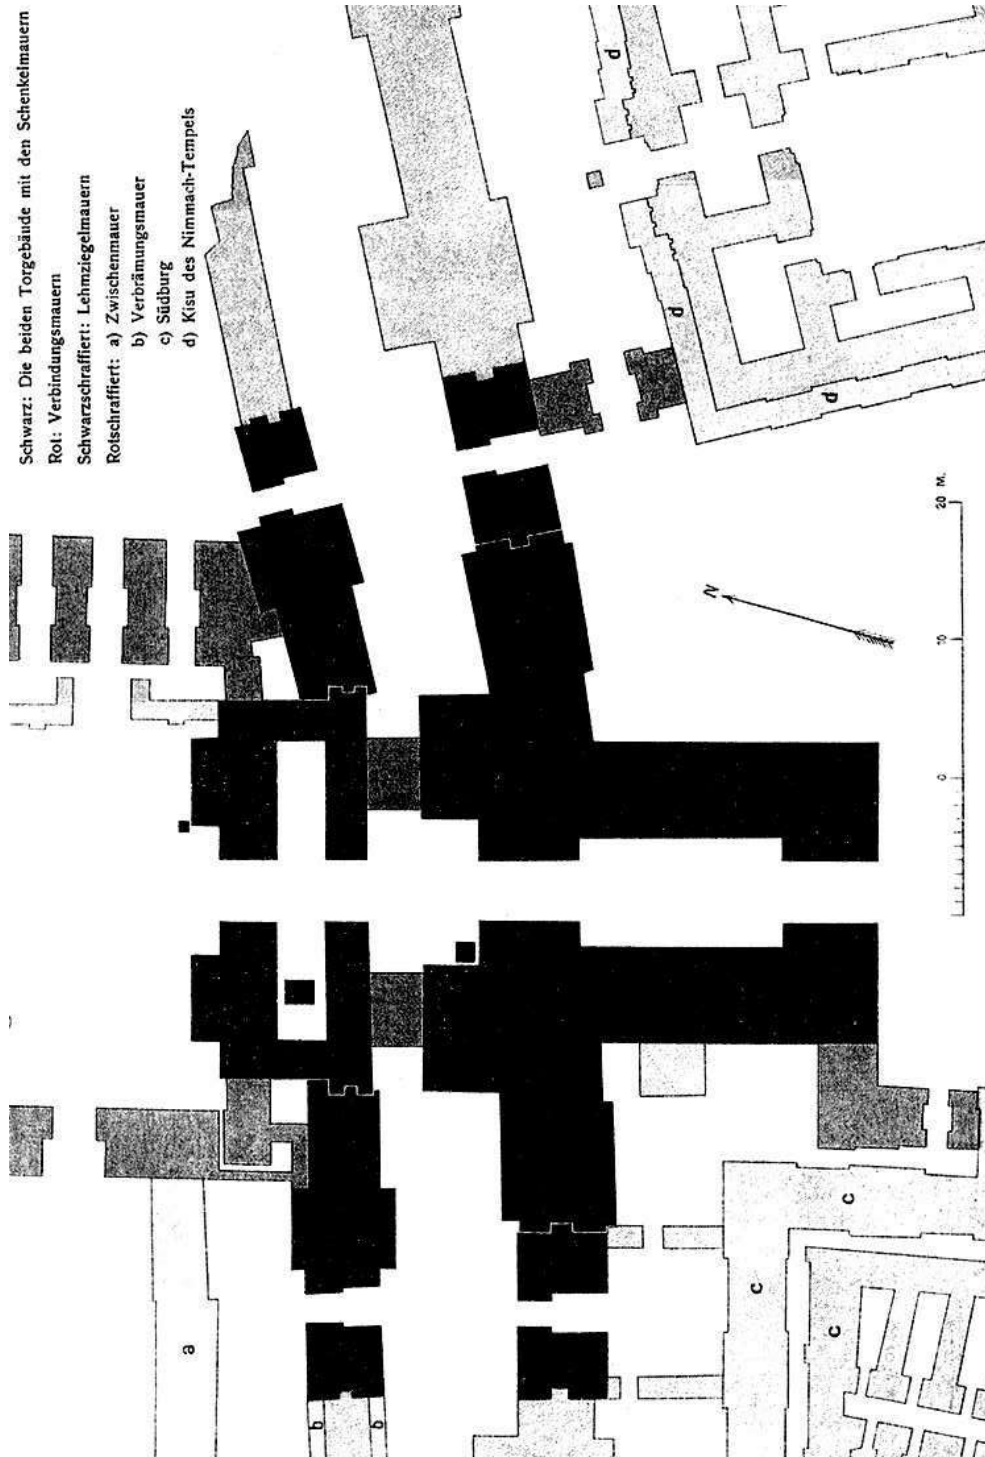 Schwarz: Die beiden Torgebäude mit den Schenkelmauern
Rot: Verbindungsmauern
Schwarzschraffiert: Lehmziegelmauern
Rotschraffiert: a) Zwischenmauer
b) Verbrämungsmauer
c) Südburg
d) Kisu des Nimmach-Tempels
d
d
d
N
20 M.
10
0
c
c
c
a
b
b